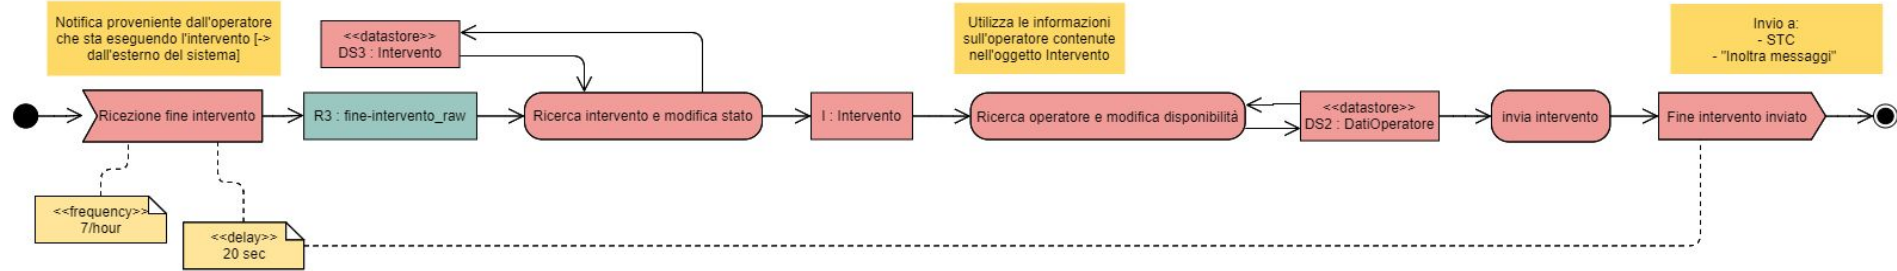 Notifica proveniente dall'operatore
che sta eseguendo l'intervento [->
dall'esterno del sistema]
<<datastore>>
DS3 : Intervento
Utilizza le informazioni
sull'operatore contenute
nell'oggetto Intervento
Invio a:
- STC
- "Inoltra messaggi"
Ricezione fine intervento
R3 : fine-intervento_raw
Ricerca intervento e modifica stato
I : Intervento
Ricerca operatore e modifica disponibilità
<<datastore>>
DS2 : DatiOperatore
invia intervento
Fine intervento inviato
<<frequency>>
7/hour
<<delay>>
20 sec